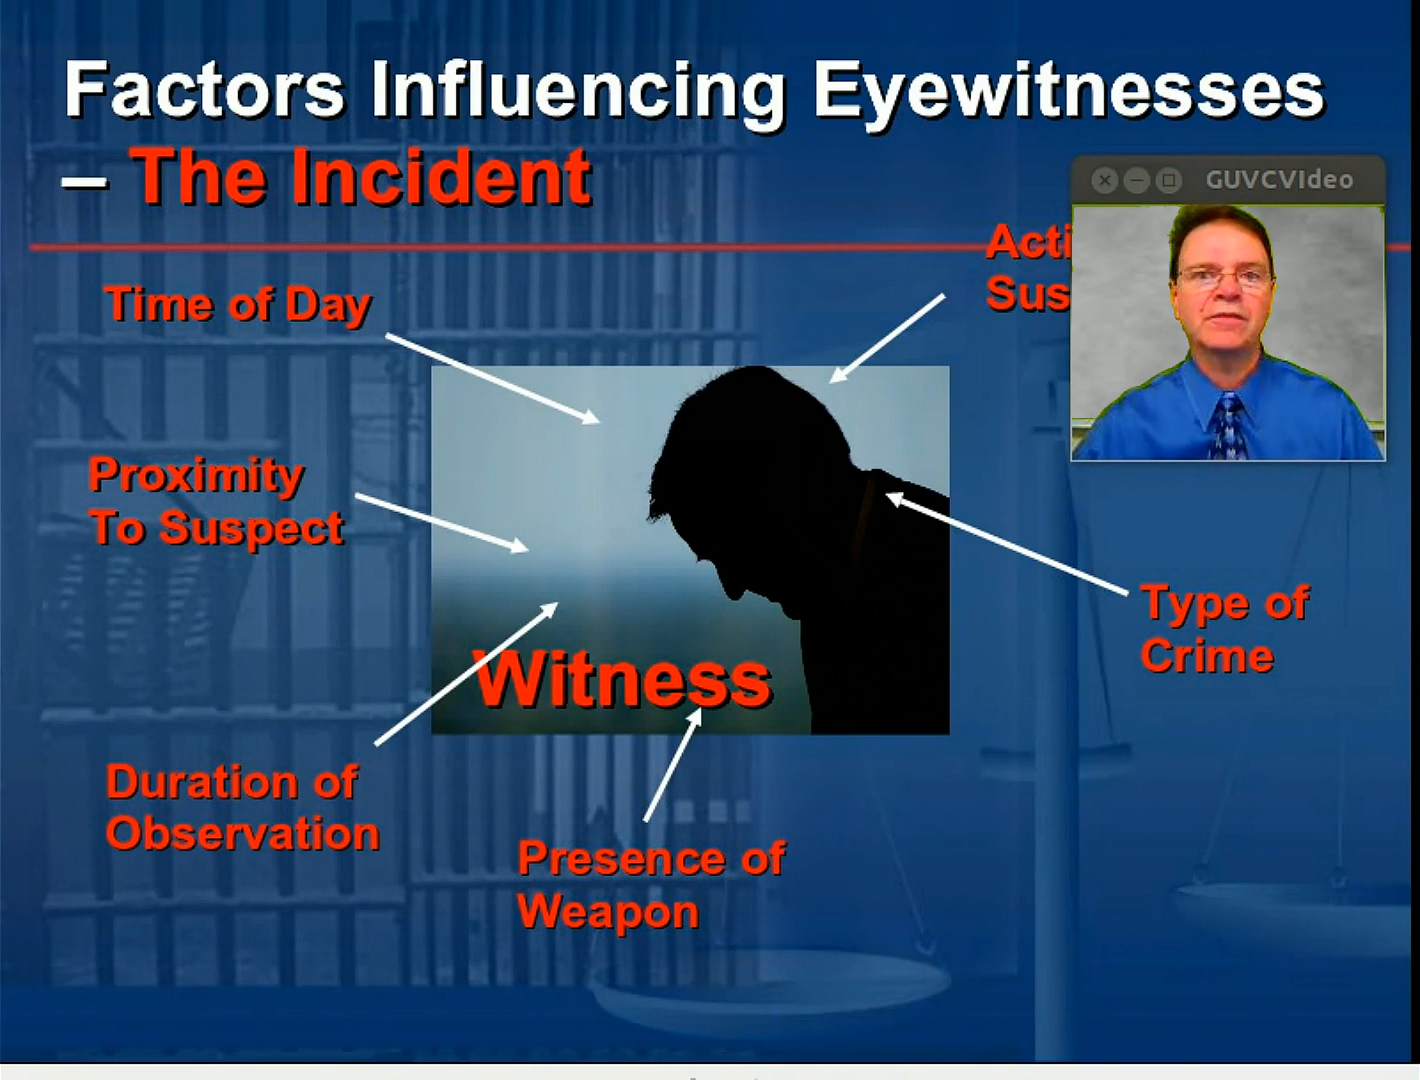 Factors Influencing Eyewitnesses
– The Incident
GUVCVIdeo
Time of Day
Proximity
To Suspect
Type of
Crime
Witness
Duration of
Observation
Presence of
Weapon